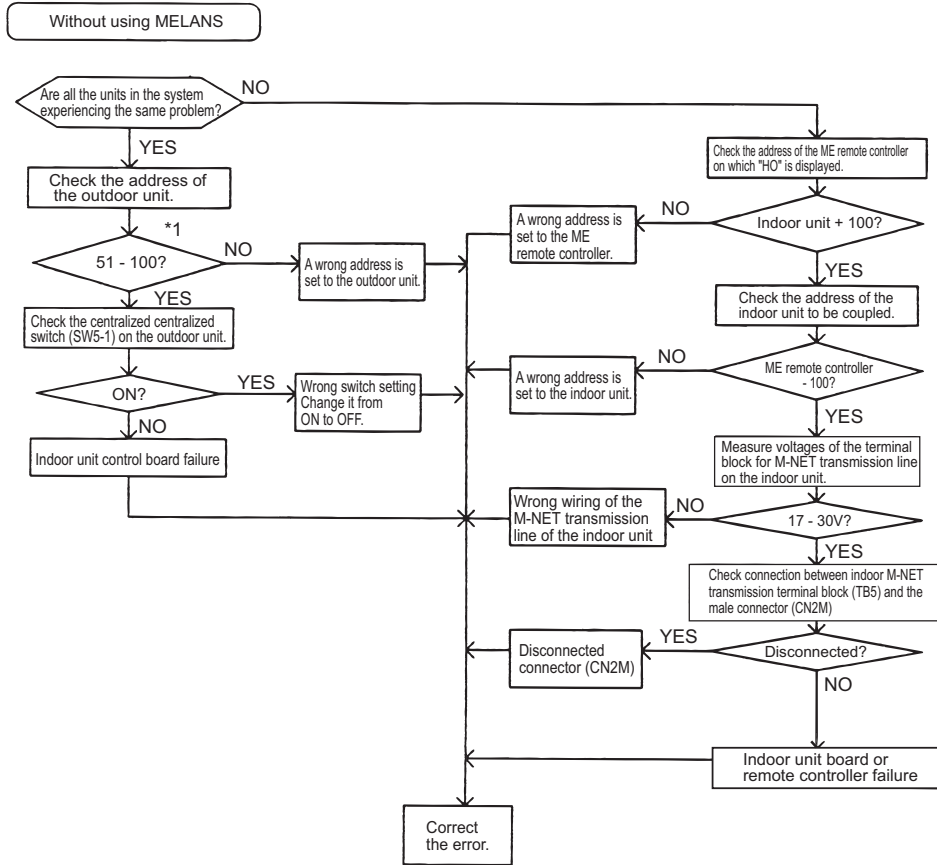 Without using MELANS
Are all the units in the system
experiencing the same problem?
NO
YES
Check the address of
the outdoor unit.
*1
51 - 100?
NO
A wrong address is
set to the outdoor unit.
YES
Check the centralized centralized
switch (SW5-1) on the outdoor unit.
ON?
YES
Wrong switch setting
Change it from
ON to OFF.
NO
Indoor unit control board failure
Check the address of the ME remote controller
on which "HO" is displayed.
Indoor unit + 100?
NO
A wrong address is
set to the ME
remote controller.
YES
Check the address of the
indoor unit to be coupled.
ME remote controller
- 100?
NO
A wrong address is
set to the indoor unit.
YES
Measure voltages of the terminal
block for M-NET transmission line
on the indoor unit.
17 - 30V?
NO
Wrong wiring of the
M-NET transmission
line of the indoor unit
YES
Check connection between indoor M-NET
transmission terminal block (TB5) and the
male connector (CN2M)
Disconnected?
YES
Disconnected
connector (CN2M)
NO
Indoor unit board or
remote controller failure
Correct
the error.